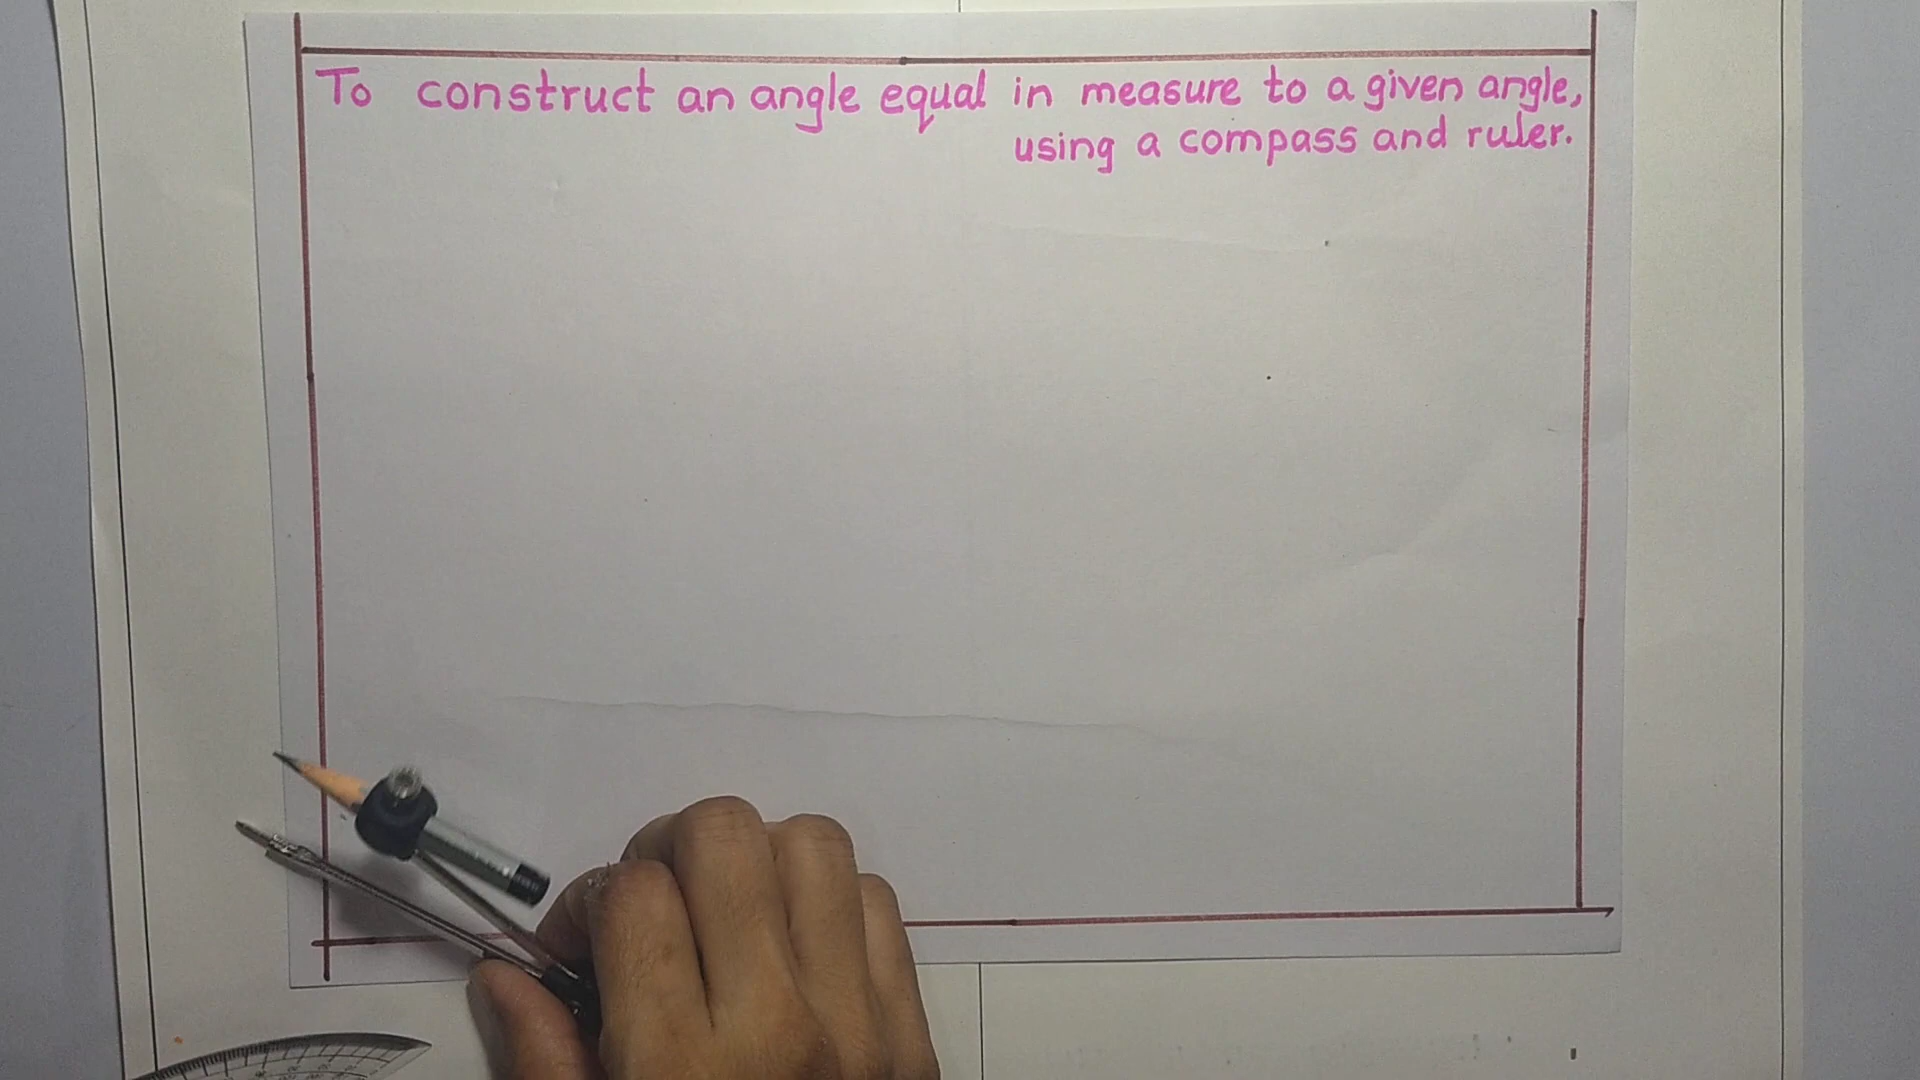 To construct an angle equal in measure to a given angle,
using a compass and ruler.